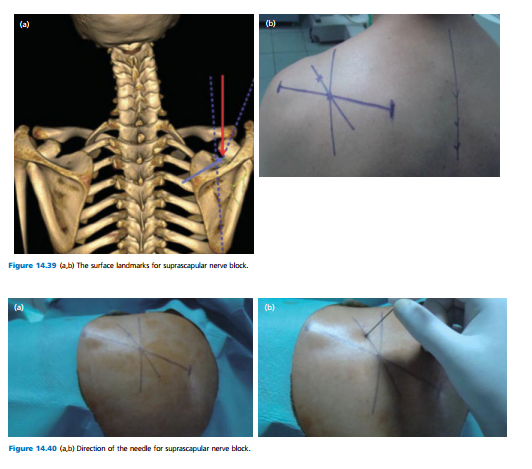 (a)
(b)
Figure 14.39 (a,b) The surface landmarks for suprascapular nerve block.
(a)
(b)
Figure 14.40 (a,b) Direction of the needle for suprascapular nerve block.